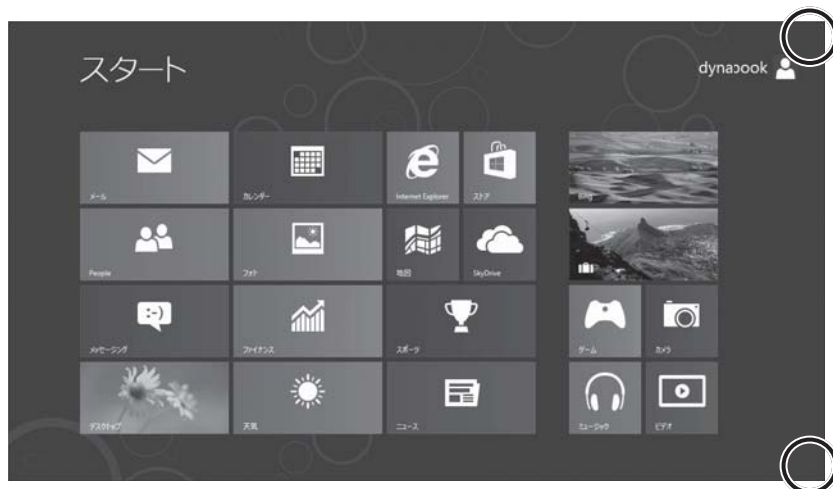 スタート
dynabook
メール
カレンダー
Internet Explorer
ストア
Bing
People
フォト
地図
SkyDrive
メッセージング
ファイナンス
スポーツ
ゲーム
カメラ
デスクトップ
天気
ニュース
ミュージック
ビデオ